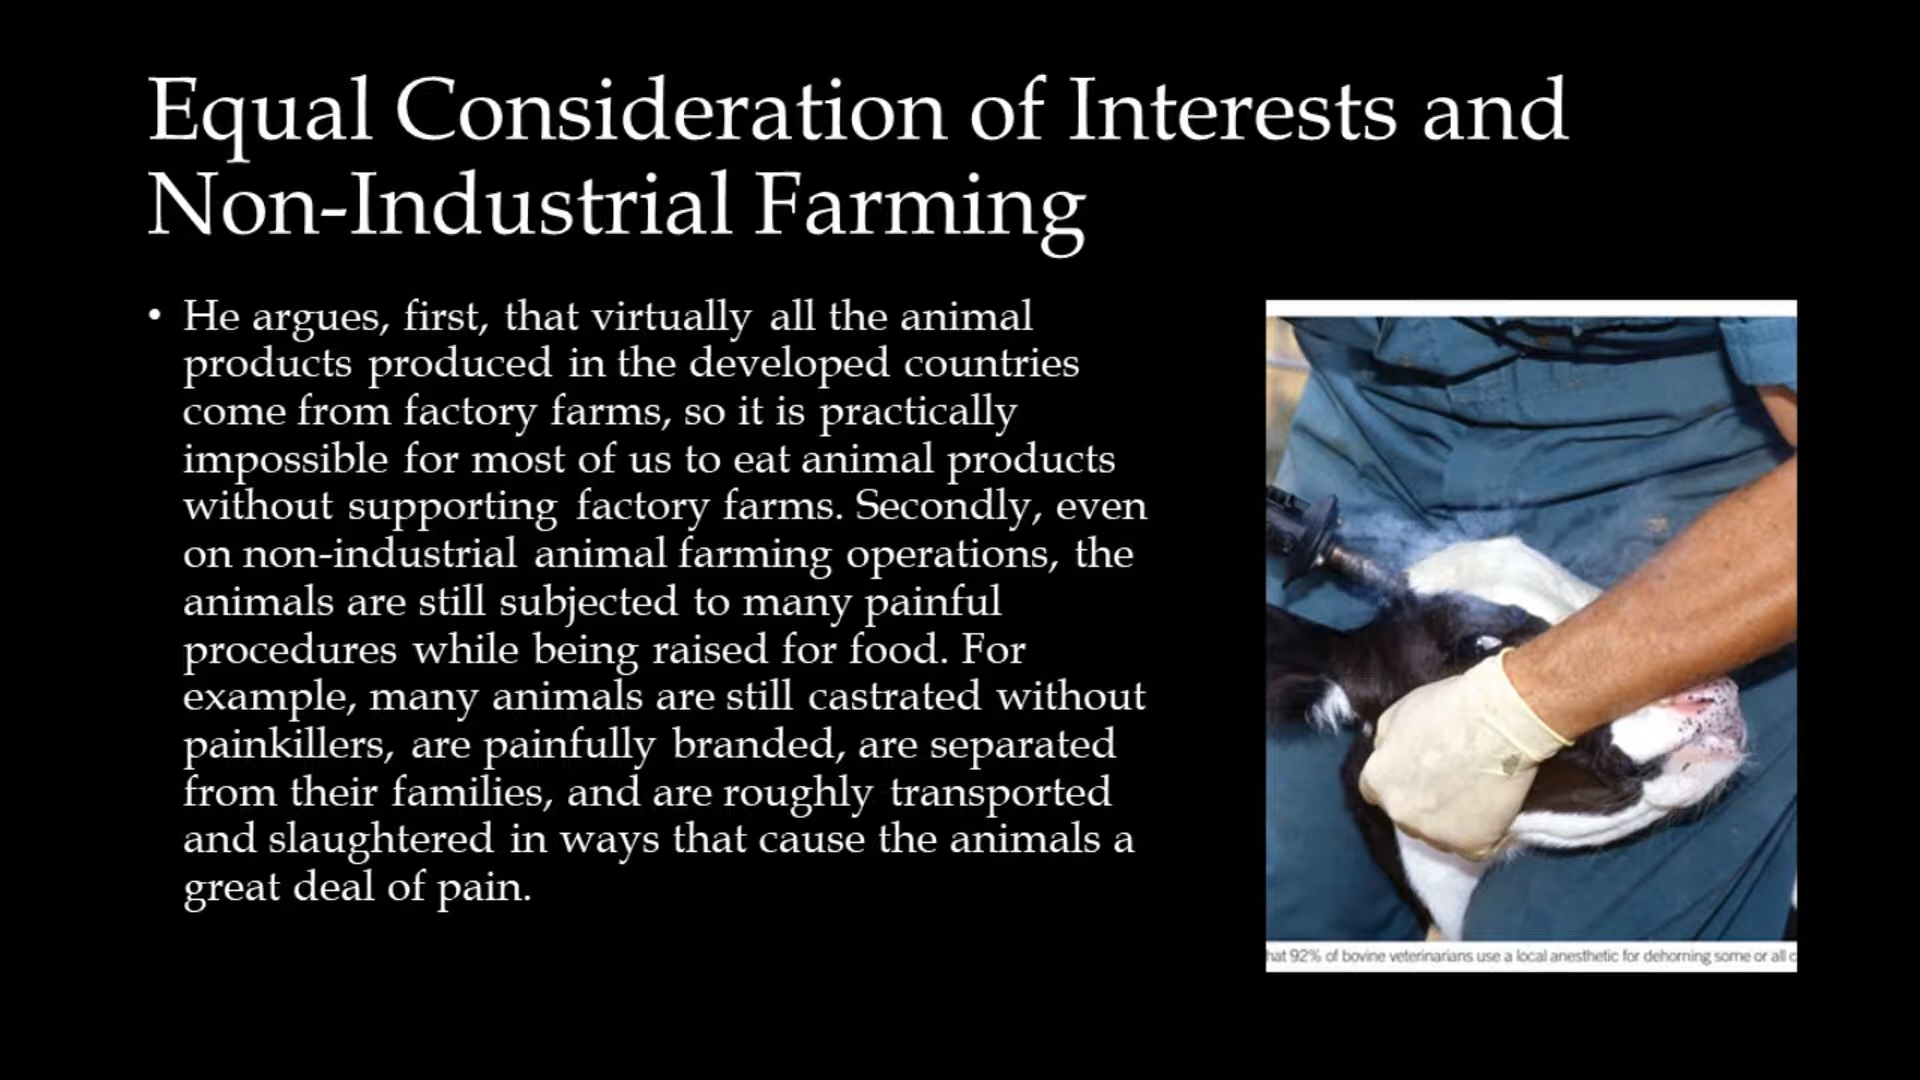 Equal Consideration of Interests and
Non-Industrial Farming
• He argues, first, that virtually all the animal
products produced in the developed countries
come from factory farms, so it is practically
impossible for most of us to eat animal products
without supporting factory farms. Secondly, even
on non-industrial animal farming operations, the
animals are still subjected to many painful
procedures while being raised for food. For
example, many animals are still castrated without
painkillers, are painfully branded, are separated
from their families, and are roughly transported
and slaughtered in ways that cause the animals a
great deal of pain.
hat 92% of bovine veterinarians use a local anesthetic for dehorning some or all c